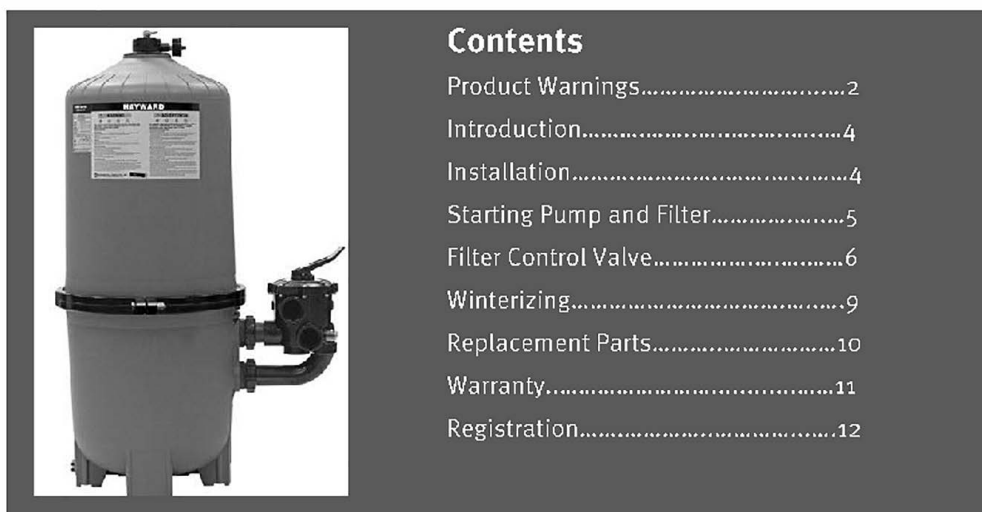 HAYWARD
Contents
Product Warnings...............................2
Introduction.......................................4
Installation.........................................4
Starting Pump and Filter....................5
Filter Control Valve............................6
Winterizing.........................................9
Replacement Parts...........................10
Warranty...........................................11
Registration......................................12